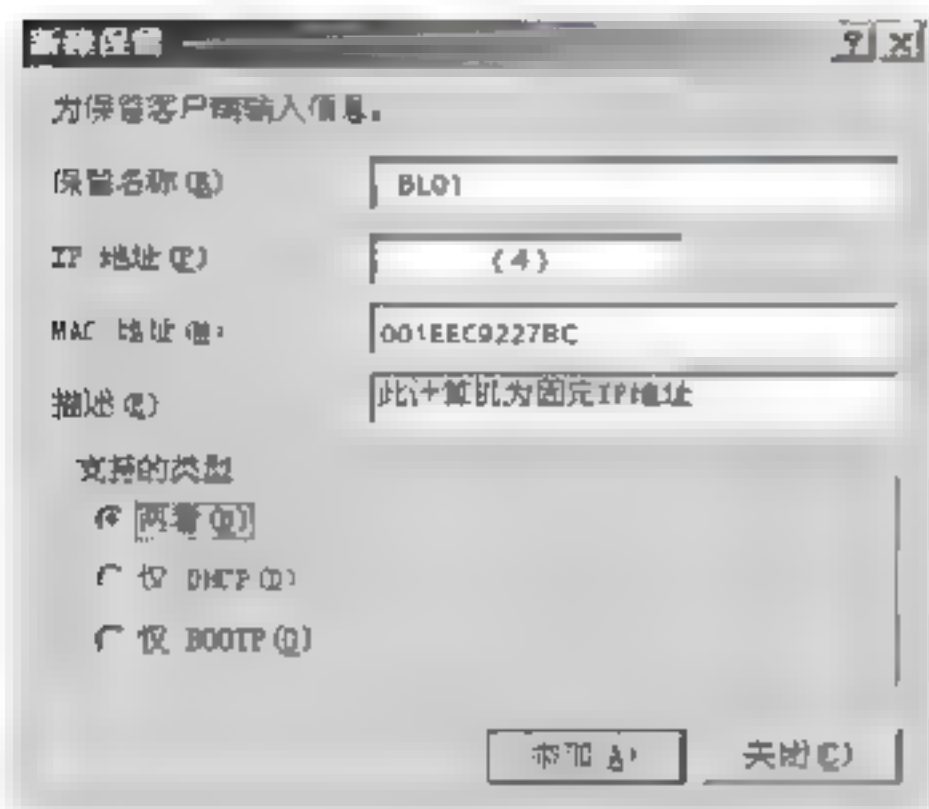 新建保留
为保留客户端输入信息。
保留名称(R)
BL01
IP 地址(P)
(4)
MAC 地址(M)
001EEC9227BC
描述(E)
此计算机为固定IP地址
支持的类型
两者(B)
仅 DHCP(D)
仅 BOOTP(O)
添加(A)
关闭(C)